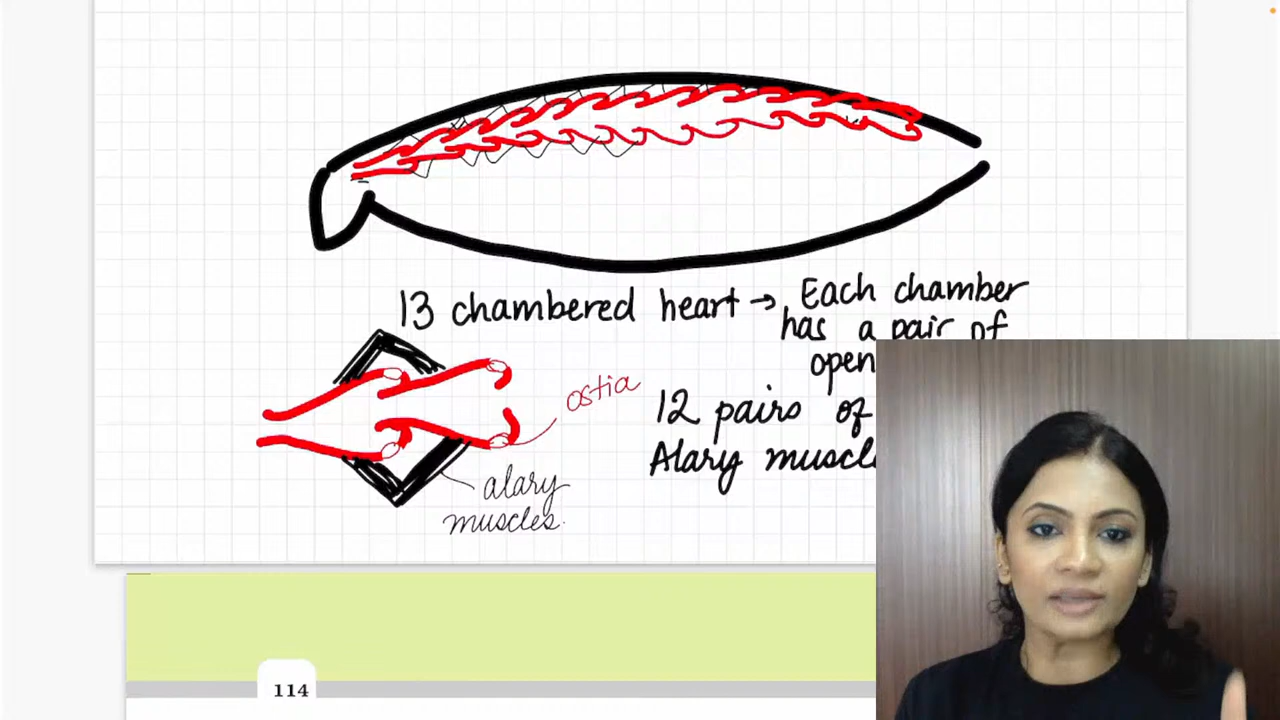 13 chambered heart → Each chamber
has a pair of
open
ostia
12 pairs of
Alary muscl
alary
muscles.
114